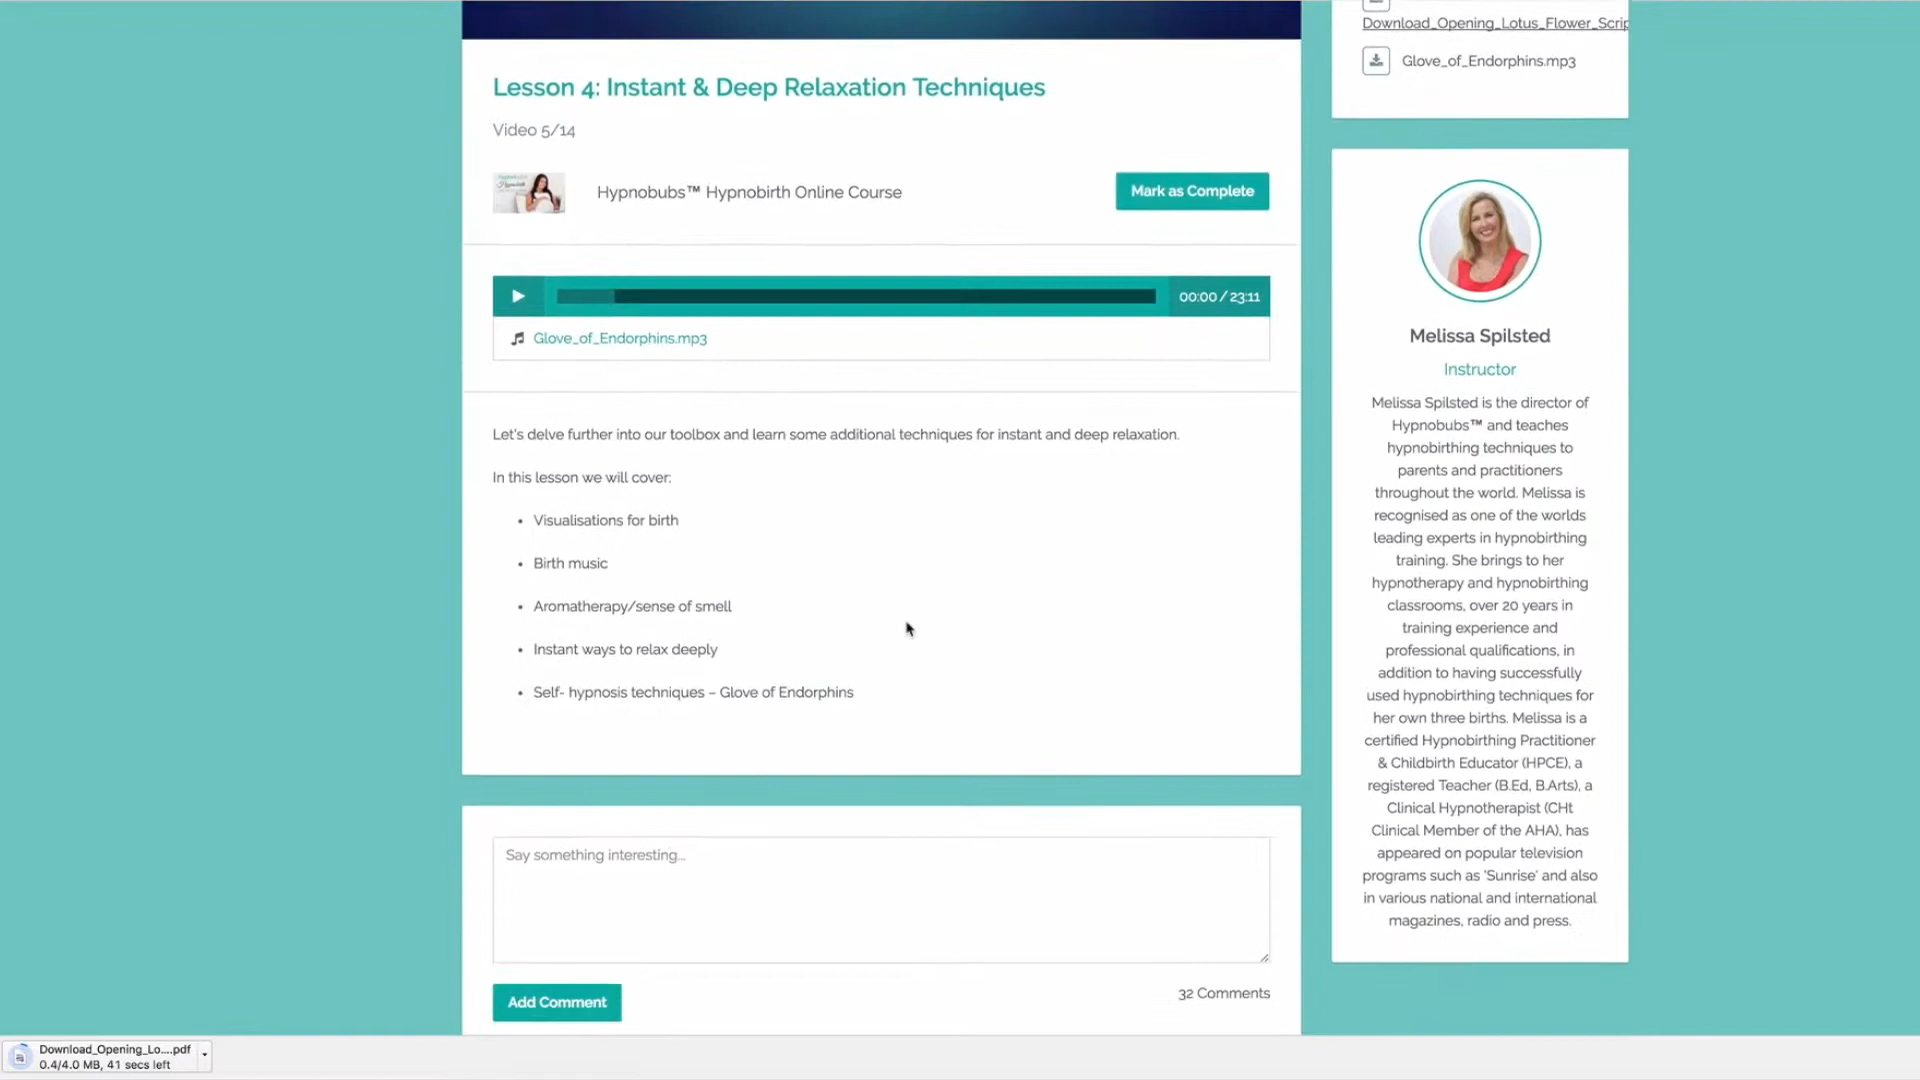 Lesson 4: Instant & Deep Relaxation Techniques
Video 5/14
Hypnobubs™ Hypnobirth Online Course
Mark as Complete
00:00 / 23:11
Glove_of_Endorphins.mp3
Let's delve further into our toolbox and learn some additional techniques for instant and deep relaxation.
In this lesson we will cover:
• Visualisations for birth
• Birth music
• Aromatherapy/sense of smell
• Instant ways to relax deeply
• Self- hypnosis techniques – Glove of Endorphins
Say something interesting...
Add Comment
32 Comments
Download_Opening_Lotus_Flower_Scrip
Glove_of_Endorphins.mp3
Melissa Spilsted
Instructor
Melissa Spilsted is the director of
Hypnobubs™ and teaches
hypnobirthing techniques to
parents and practitioners
throughout the world. Melissa is
recognised as one of the worlds
leading experts in hypnobirthing
training. She brings to her
hypnotherapy and hypnobirthing
classrooms, over 20 years in
training experience and
professional qualifications, in
addition to having successfully
used hypnobirthing techniques for
her own three births. Melissa is a
certified Hypnobirthing Practitioner
& Childbirth Educator (HPCE), a
registered Teacher (B.Ed, B.Arts), a
Clinical Hypnotherapist (CHt
Clinical Member of the AHA), has
appeared on popular television
programs such as 'Sunrise' and also
in various national and international
magazines, radio and press.
Download_Opening_Lo....pdf
0.4/4.0 MB, 41 secs left